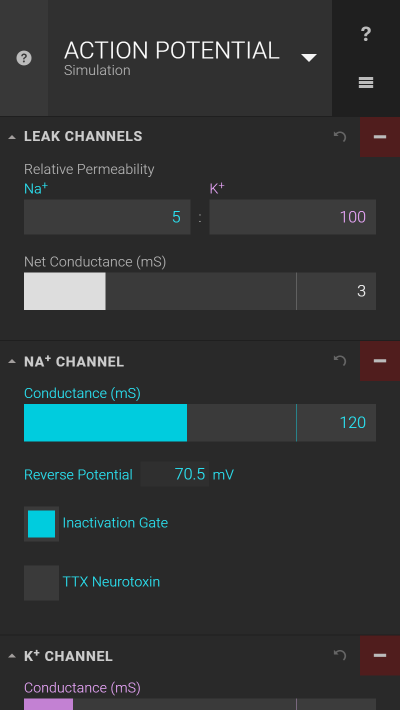 ?
ACTION POTENTIAL
?
Simulation
LEAK CHANNELS
Relative Permeability
Na⁺ K⁺
5 : 100
Net Conductance (mS)
3
NA⁺ CHANNEL
Conductance (mS)
120
Reverse Potential 70.5 mV
Inactivation Gate
TTX Neurotoxin
K⁺ CHANNEL
Conductance (mS)